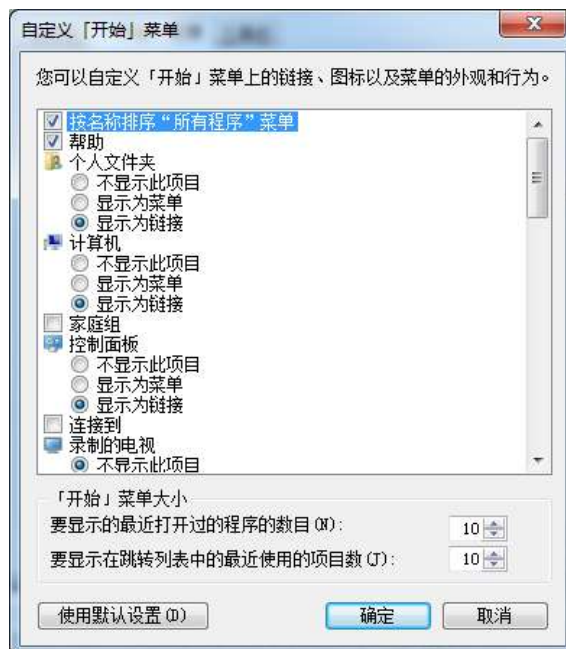 自定义「开始」菜单
您可以自定义「开始」菜单上的链接、图标以及菜单的外观和行为。
按名称排序“所有程序”菜单
帮助
个人文件夹
不显示此项目
显示为菜单
显示为链接
计算机
不显示此项目
显示为菜单
显示为链接
家庭组
控制面板
不显示此项目
显示为菜单
显示为链接
连接到
录制的电视
不显示此项目
「开始」菜单大小
要显示的最近打开过的程序的数目(N): 10
要显示在跳转列表中的最近使用的项目数(J): 10
使用默认设置(D) 确定 取消